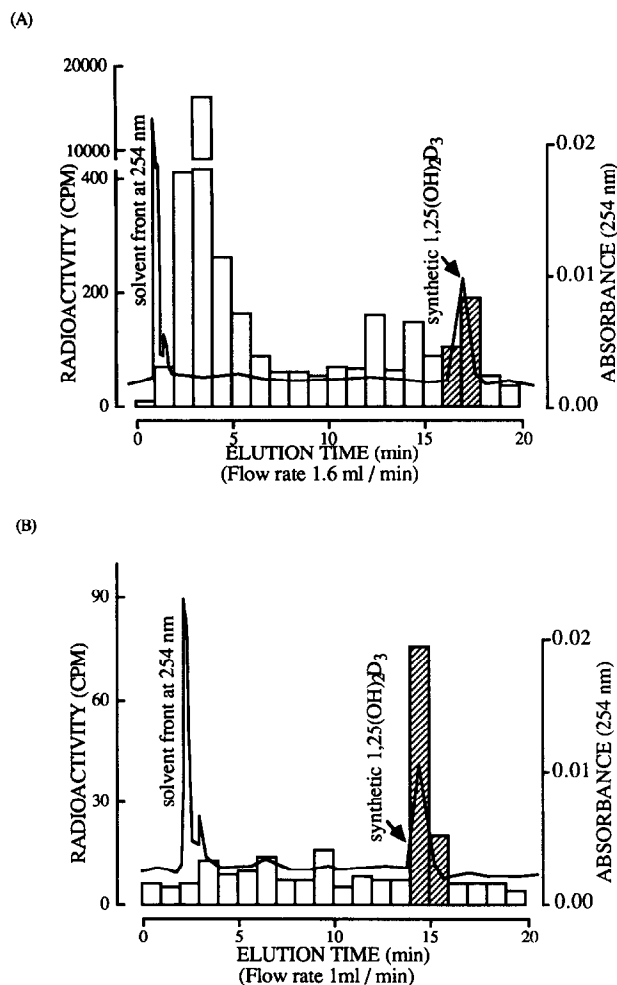 (A)
20000
10000
400
200
0
RADIOACTIVITY (CPM)
solvent front at 254 nm
synthetic 1,25(OH)2D3
0.02
0.01
0.00
ABSORBANCE (254 nm)
0 5 10 15 20
ELUTION TIME (min)
(Flow rate 1.6 ml / min)
(B)
90
60
30
0
RADIOACTIVITY (CPM)
solvent front at 254 nm
synthetic 1,25(OH)2D3
0.02
0.01
0.00
ABSORBANCE (254 nm)
0 5 10 15 20
ELUTION TIME (min)
(Flow rate 1ml / min)